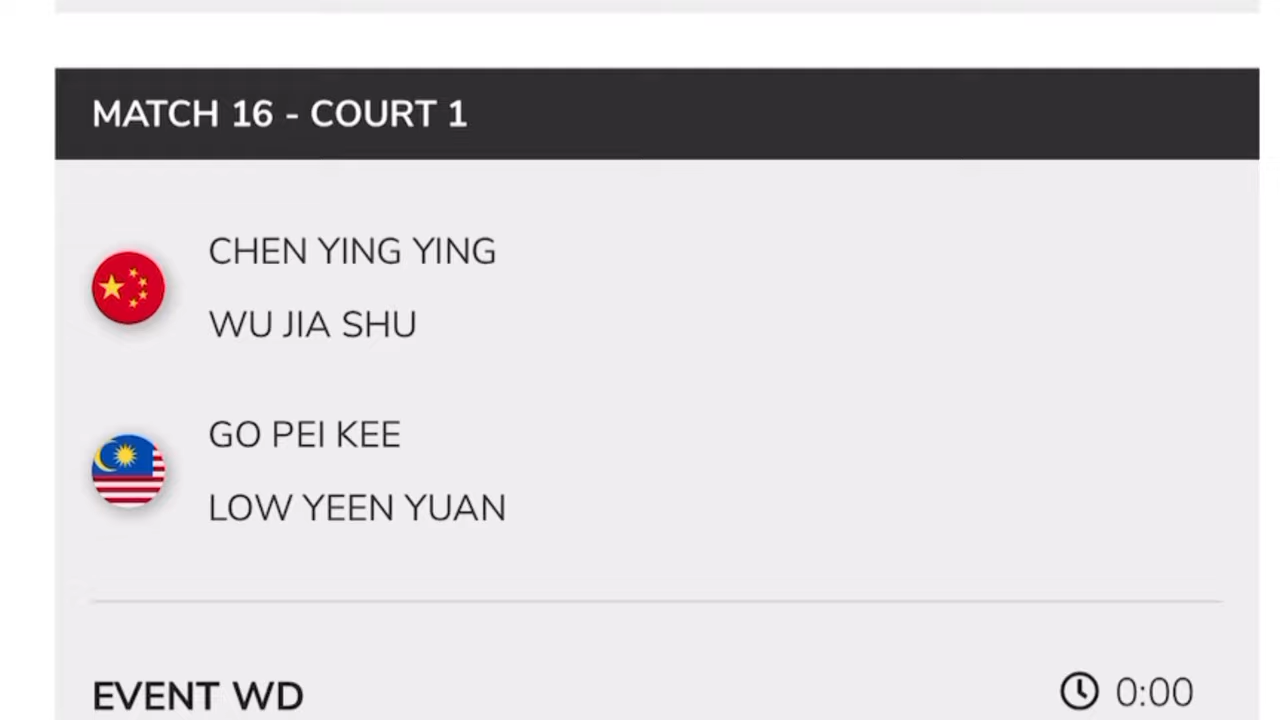 MATCH 16 - COURT 1
CHEN YING YING
WU JIA SHU
GO PEI KEE
LOW YEEN YUAN
EVENT WD
0:00